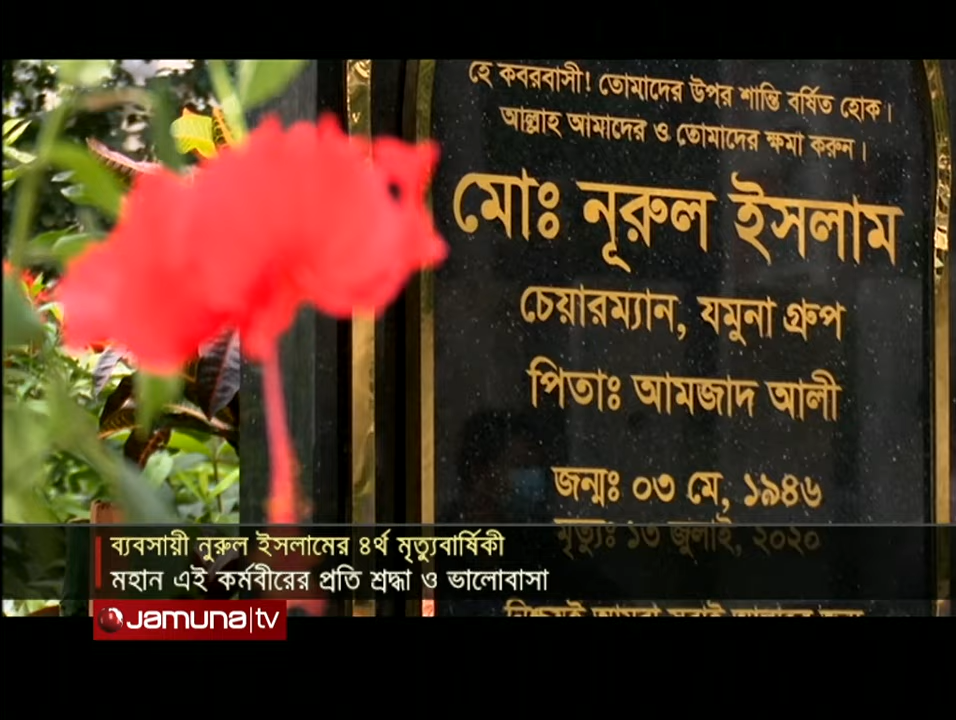 হে কবরবাসী! তোমাদের উপর শান্তি বর্ষিত হোক।
আল্লাহ আমাদের ও তোমাদের ক্ষমা করুন।
মোঃ নূরুল ইসলাম
চেয়ারম্যান, যমুনা গ্রুপ
পিতাঃ আমজাদ আলী
জন্মঃ ০৩ মে, ১৯৪৬
মৃত্যুঃ ১৩ জুলাই, ২০২০
ব্যবসায়ী নুরুল ইসলামের ৪র্থ মৃত্যুবার্ষিকী
মহান এই কর্মবীরের প্রতি শ্রদ্ধা ও ভালোবাসা
Jamuna tv